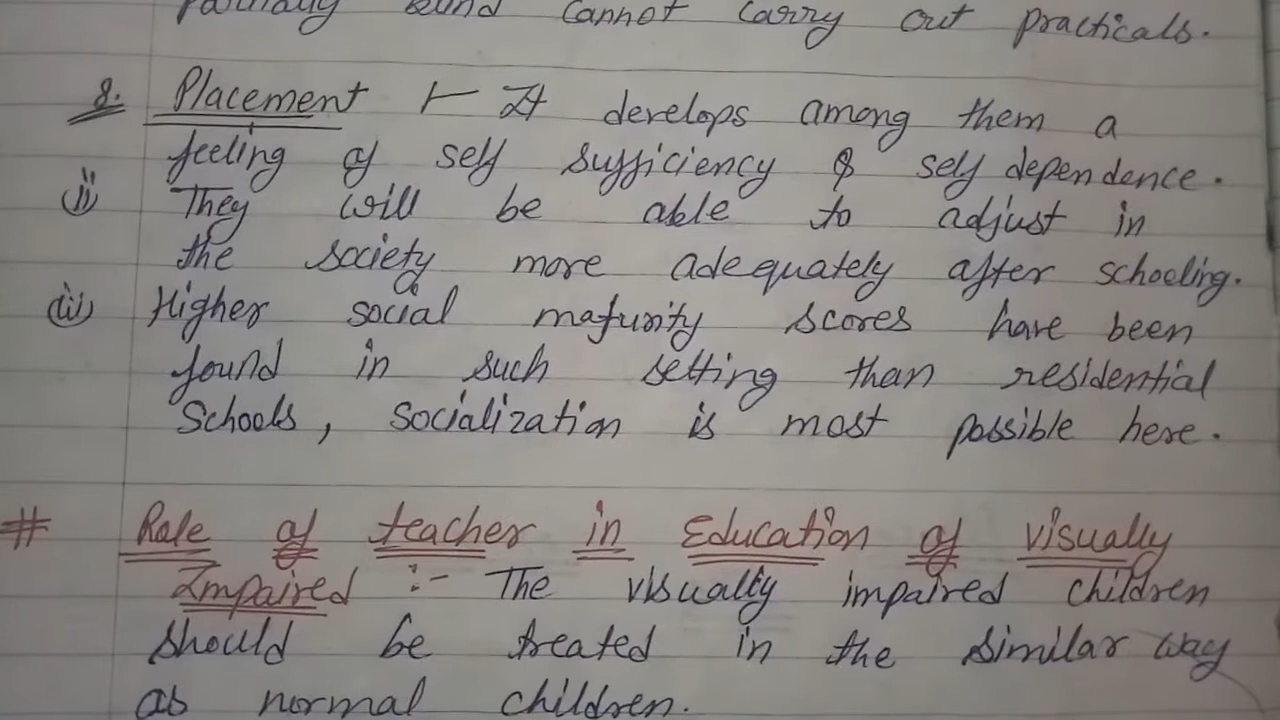 partially blind cannot carry out practicals.
8. Placement :- It develops among them a
feeling of self sufficiency & self dependence.
(ii) They will be able to adjust in
the society more adequately after schooling.
(iii) Higher social maturity scores have been
found in such setting than residential
Schools, socialization is most possible here.
# Role of teacher in Education of visually
Impaired :- The visually impaired children
should be treated in the similar way
as normal children.